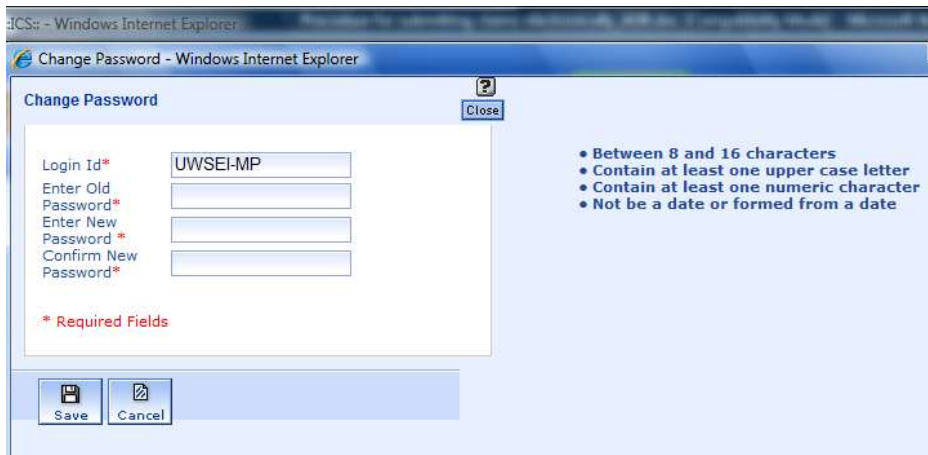 :ICS:: - Windows Internet Explorer
Change Password - Windows Internet Explorer
Change Password
?
Close
Login Id*
UWSEI-MP
Enter Old
Password*
Enter New
Password *
Confirm New
Password*
* Required Fields
• Between 8 and 16 characters
• Contain at least one upper case letter
• Contain at least one numeric character
• Not be a date or formed from a date
Save
Cancel